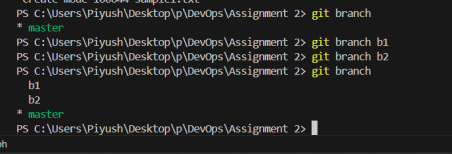 create mode 100644 sample1.txt
PS C:\Users\Piyush\Desktop\p\DevOps\Assignment 2> git branch
* master
PS C:\Users\Piyush\Desktop\p\DevOps\Assignment 2> git branch b1
PS C:\Users\Piyush\Desktop\p\DevOps\Assignment 2> git branch b2
PS C:\Users\Piyush\Desktop\p\DevOps\Assignment 2> git branch
b1
b2
* master
PS C:\Users\Piyush\Desktop\p\DevOps\Assignment 2>